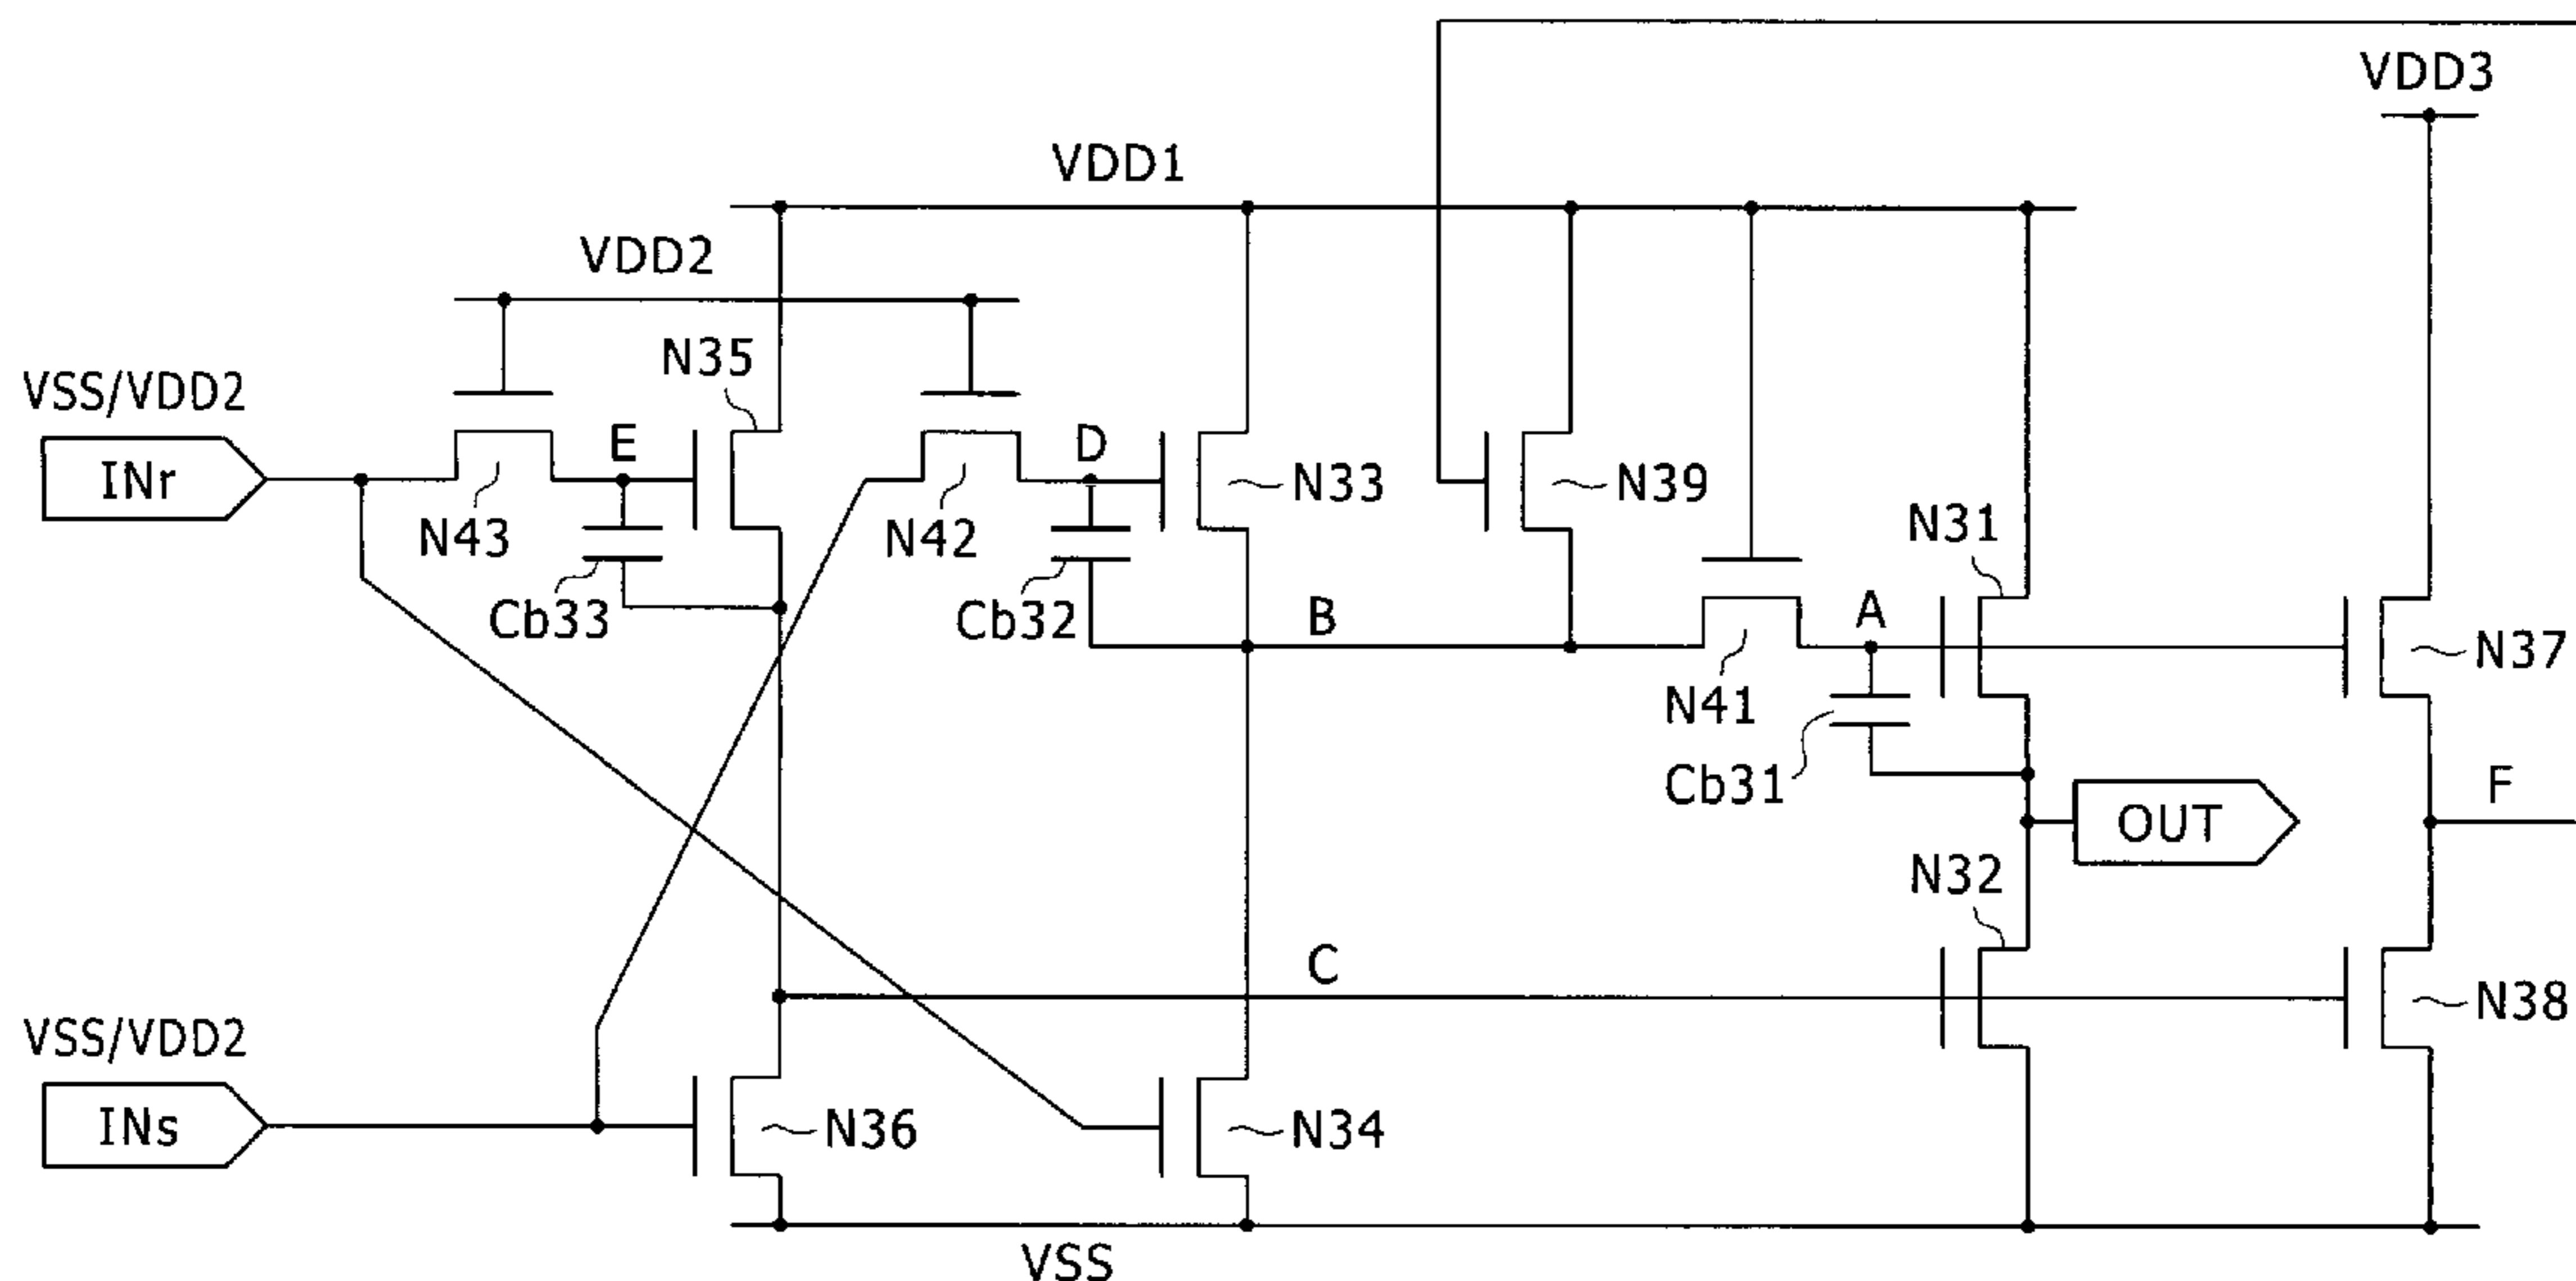 VDD3
VDD1
VDD2
N35
VSS/VDD2
INr
E
D
N43
N42
N33
N39
N31
Cb33
Cb32
B
A
N41
N37
Cb31
OUT
F
N32
C
N38
VSS/VDD2
INs
N36
N34
VSS